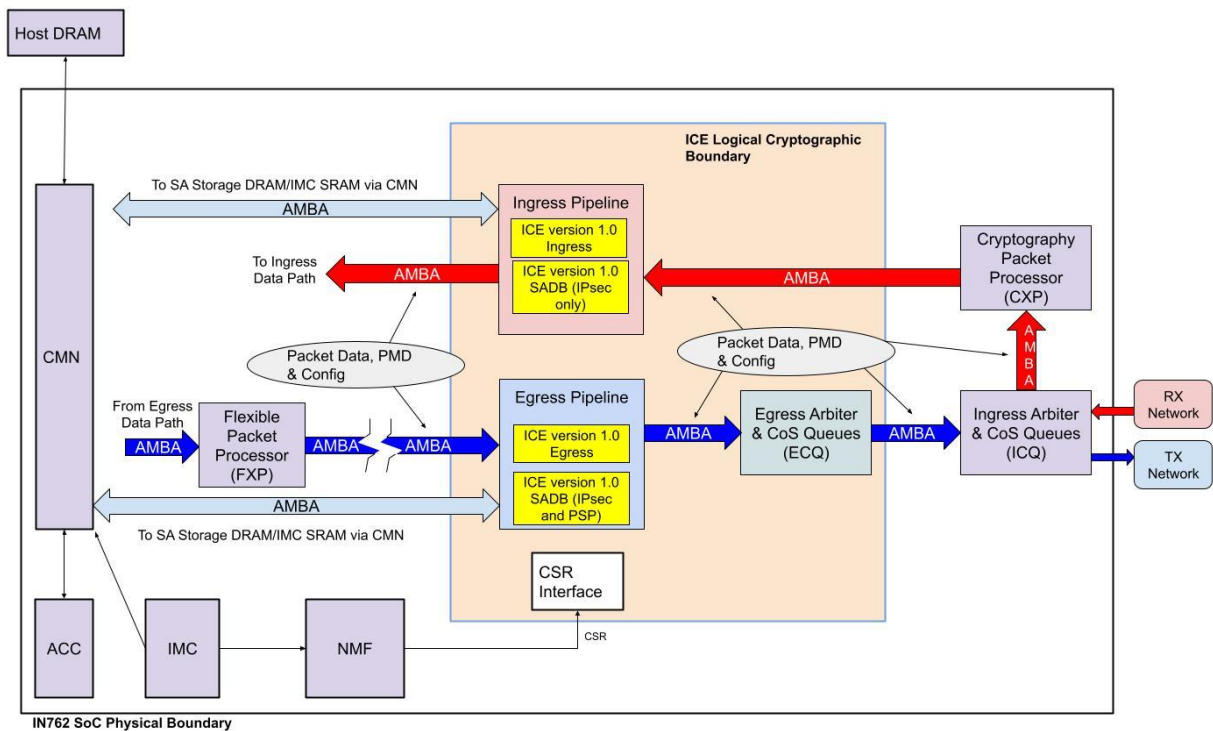 Host DRAM
ICE Logical Cryptographic
Boundary
To SA Storage DRAM/IMC SRAM via CMN
AMBA
Ingress Pipeline
ICE version 1.0
Ingress
ICE version 1.0
SADB (IPsec
only)
Cryptography
Packet
Processor
(CXP)
To Ingress
Data Path
AMBA
AMBA
CMN
Packet Data, PMD
& Config
Packet Data, PMD
& Config
AMBA
From Egress
Data Path
AMBA
Flexible
Packet
Processor
(FXP)
AMBA
AMBA
Egress Pipeline
ICE version 1.0
Egress
ICE version 1.0
SADB (IPsec
and PSP)
AMBA
Egress Arbiter
& CoS Queues
(ECQ)
AMBA
Ingress Arbiter
& CoS Queues
(ICQ)
RX
Network
TX
Network
AMBA
To SA Storage DRAM/IMC SRAM via CMN
CSR
Interface
CSR
ACC
IMC
NMF
IN762 SoC Physical Boundary